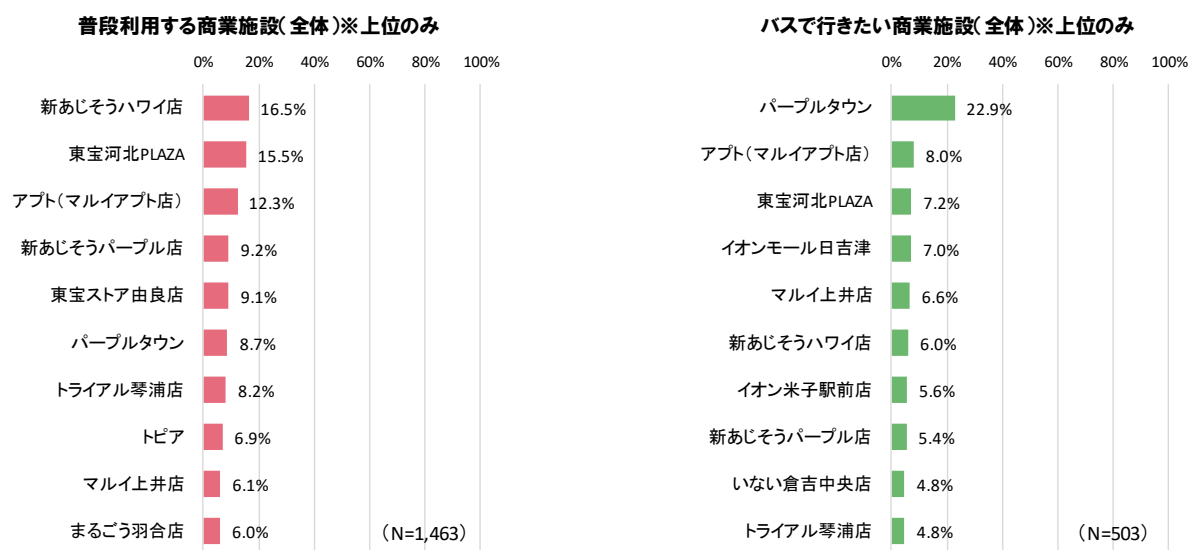 普段利用する商業施設(全体)※上位のみ
0% 20% 40% 60% 80% 100%
新あじそうハワイ店 16.5%
東宝河北PLAZA 15.5%
アプト(マルイアプト店) 12.3%
新あじそうパープル店 9.2%
東宝ストア由良店 9.1%
パープルタウン 8.7%
トライアル琴浦店 8.2%
トピア 6.9%
マルイ上井店 6.1%
まるごう羽合店 6.0%
(N=1,463)
バスで行きたい商業施設(全体)※上位のみ
0% 20% 40% 60% 80% 100%
パープルタウン 22.9%
アプト(マルイアプト店) 8.0%
東宝河北PLAZA 7.2%
イオンモール日吉津 7.0%
マルイ上井店 6.6%
新あじそうハワイ店 6.0%
イオン米子駅前店 5.6%
新あじそうパープル店 5.4%
いない倉吉中央店 4.8%
トライアル琴浦店 4.8%
(N=503)